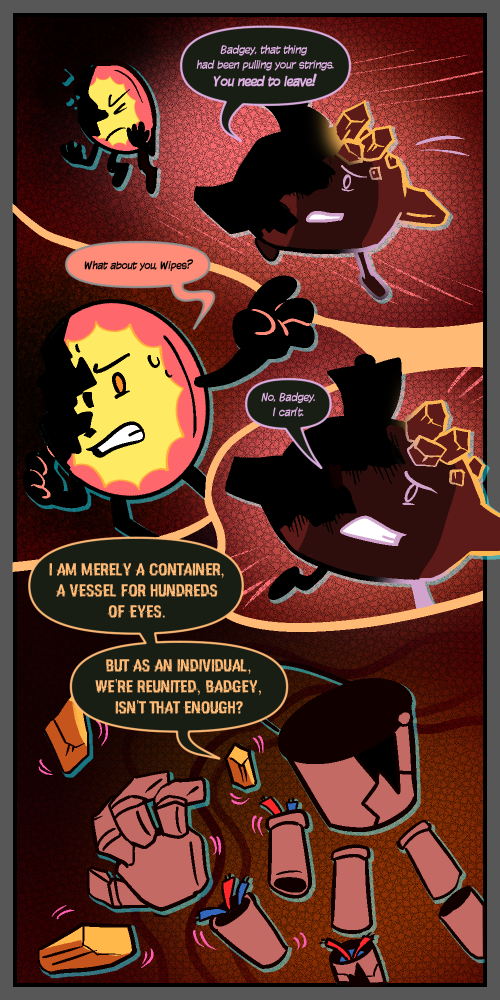 Badgey, that thing
had been pulling your strings.
You need to leave!
What about you, Wipes?
No, Badgey.
I can't.
I AM MERELY A CONTAINER,
A VESSEL FOR HUNDREDS
OF EYES.
BUT AS AN INDIVIDUAL,
WE'RE REUNITED, BADGEY,
ISN'T THAT ENOUGH?